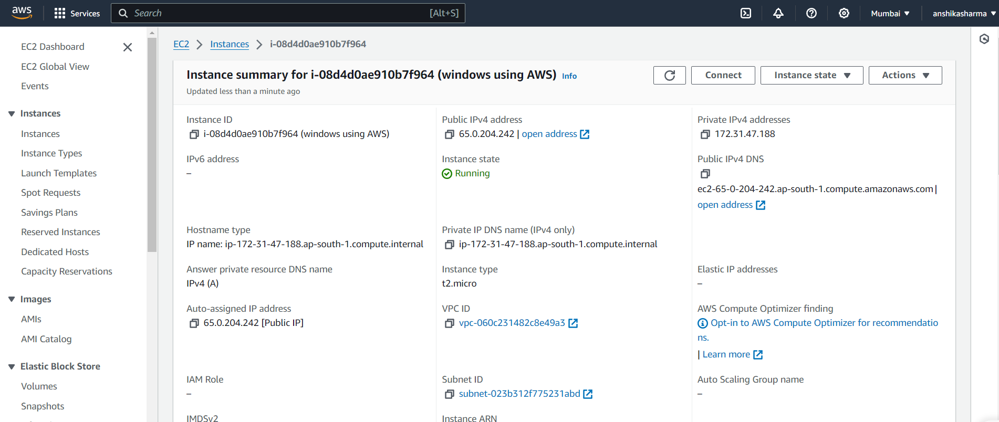 aws
Services
Search
[Alt+S]
Mumbai
anshikasharma
EC2 Dashboard
EC2 Global View
Events
Instances
Instances
Instance Types
Launch Templates
Spot Requests
Savings Plans
Reserved Instances
Dedicated Hosts
Capacity Reservations
Images
AMIs
AMI Catalog
Elastic Block Store
Volumes
Snapshots
EC2
Instances
i-08d4d0ae910b7f964
Instance summary for i-08d4d0ae910b7f964 (windows using AWS) Info
Updated less than a minute ago
Connect
Instance state
Actions
Instance ID
i-08d4d0ae910b7f964 (windows using AWS)
Public IPv4 address
65.0.204.242 | open address
Private IPv4 addresses
172.31.47.188
IPv6 address
–
Instance state
Running
Public IPv4 DNS
ec2-65-0-204-242.ap-south-1.compute.amazonaws.com |
open address
Hostname type
IP name: ip-172-31-47-188.ap-south-1.compute.internal
Private IP DNS name (IPv4 only)
ip-172-31-47-188.ap-south-1.compute.internal
Answer private resource DNS name
IPv4 (A)
Instance type
t2.micro
Elastic IP addresses
–
Auto-assigned IP address
65.0.204.242 [Public IP]
VPC ID
vpc-060c231482c8e49a3
AWS Compute Optimizer finding
Opt-in to AWS Compute Optimizer for recommendatio
ns.
| Learn more
IAM Role
–
Subnet ID
subnet-023b312f775231abd
Auto Scaling Group name
–
IMDSv2
Instance ARN